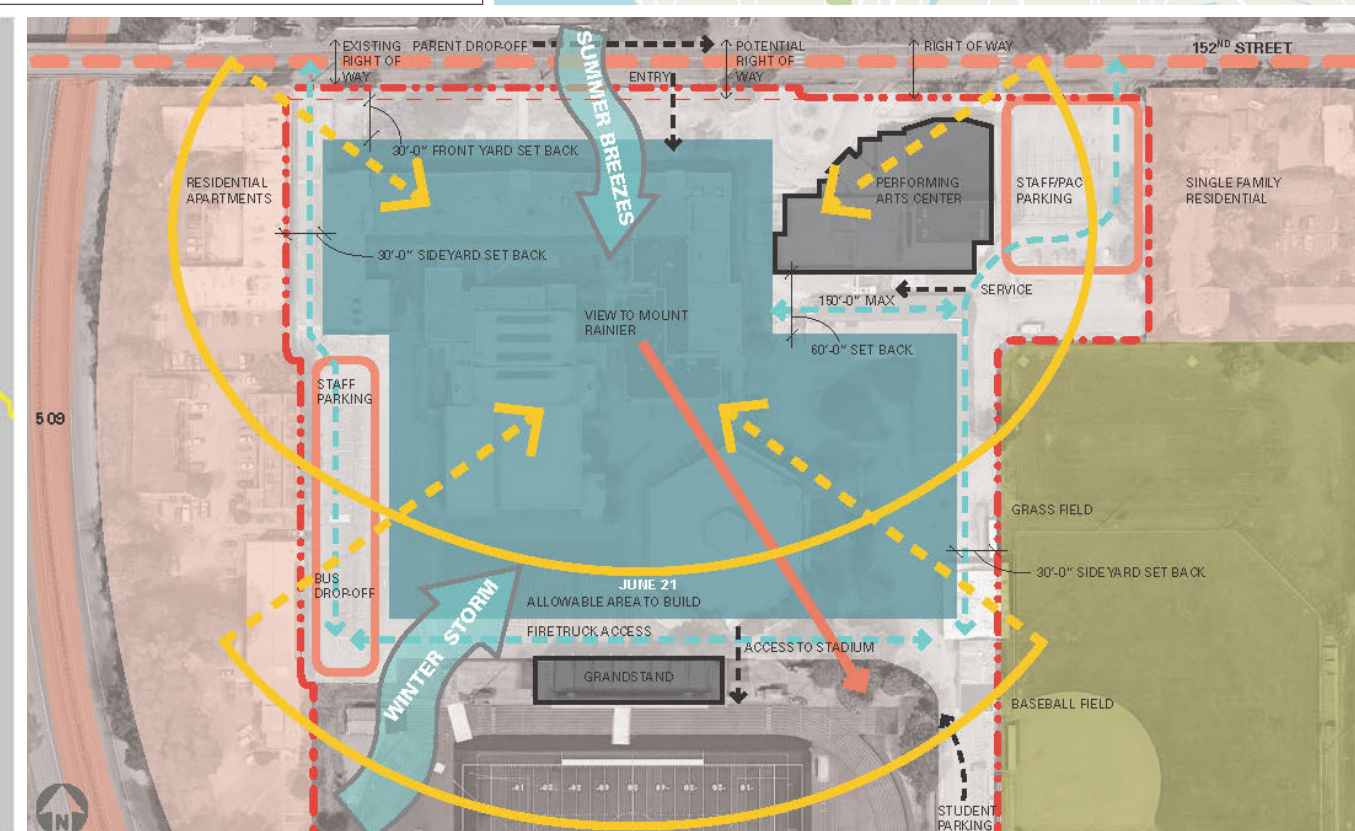 EXISTING
RIGHT OF
WAY
PARENT DROP-OFF
SUMMER BREEZES
POTENTIAL
RIGHT OF
WAY
RIGHT OF WAY
152ND STREET
ENTRY
30'-0" FRONT YARD SET BACK
RESIDENTIAL
APARTMENTS
PERFORMING
ARTS CENTER
STAFF/PAC
PARKING
SINGLE FAMILY
RESIDENTIAL
30'-0" SIDEYARD SET BACK
SERVICE
150'-0" MAX
VIEW TO MOUNT
RAINIER
60'-0" SET BACK
STAFF
PARKING
509
GRASS FIELD
30'-0" SIDEYARD SET BACK
BUS
DROP-OFF
JUNE 21
ALLOWABLE AREA TO BUILD
FIRETRUCK ACCESS
WINTER STORM
ACCESS TO STADIUM
GRANDSTAND
BASEBALL FIELD
STUDENT
PARKING
N